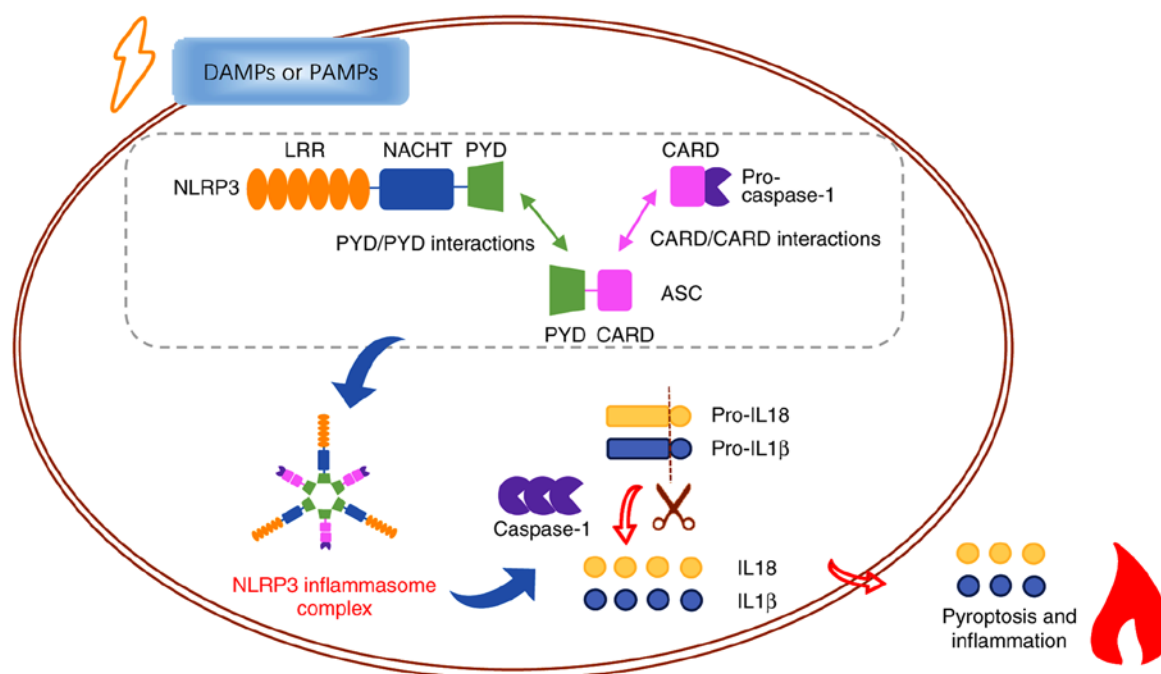 DAMPs or PAMPs
LRR
NACHT
PYD
CARD
NLRP3
Pro-
caspase-1
PYD/PYD interactions
CARD/CARD interactions
ASC
PYD
CARD
Pro-IL18
Pro-IL1β
Caspase-1
NLRP3 inflammasome
complex
IL18
IL1β
Pyroptosis and
inflammation